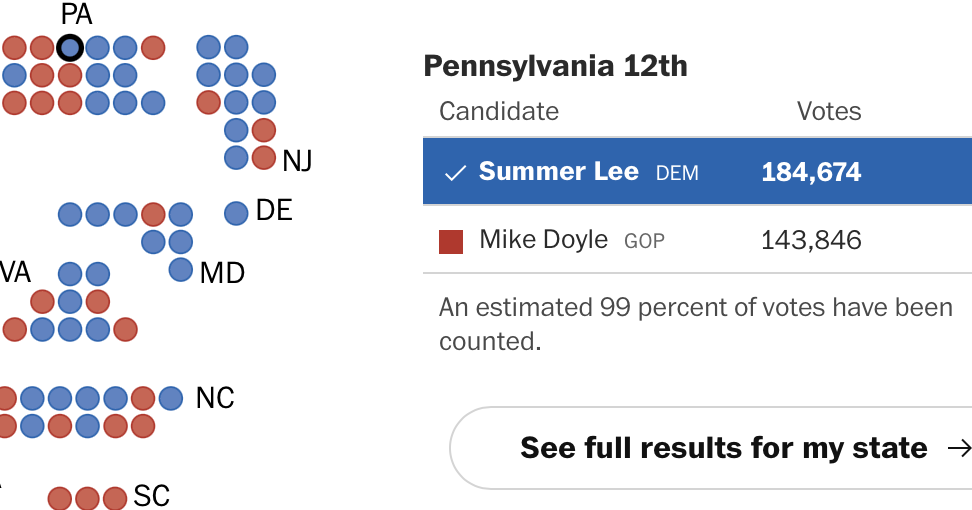 PA
NJ
DE
MD
VA
NC
SC
Pennsylvania 12th
Candidate Votes
Summer Lee DEM 184,674
Mike Doyle GOP 143,846
An estimated 99 percent of votes have been
counted.
See full results for my state →